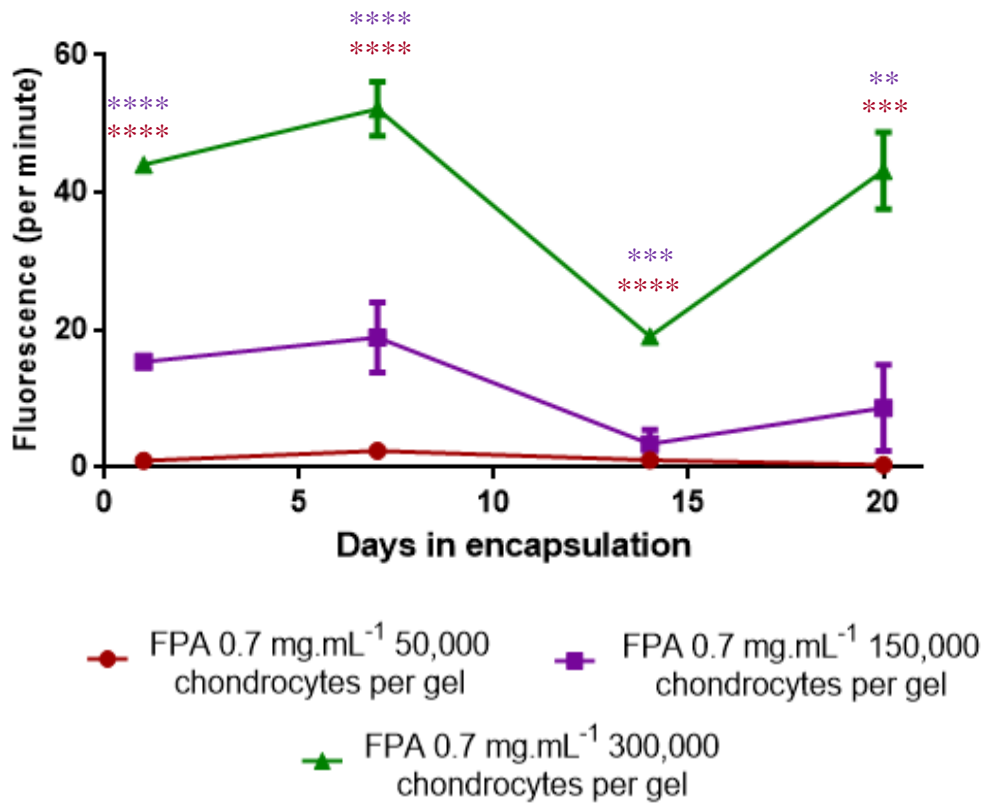 ****
****
****
****
**
***
***
****
60
40
20
0
Fluorescence (per minute)
0 5 10 15 20
Days in encapsulation
FPA 0.7 mg.mL⁻¹ 50,000
chondrocytes per gel
FPA 0.7 mg.mL⁻¹ 150,000
chondrocytes per gel
FPA 0.7 mg.mL⁻¹ 300,000
chondrocytes per gel